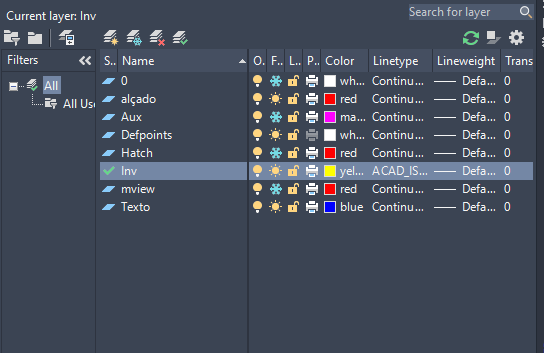 Current layer: Inv
Search for layer
Filters
All
All Use
S.. Name O. F.. L.. P.. Color Linetype Lineweight Trans
0 wh... Continu... Defa... 0
alçado red Continu... Defa... 0
Aux ma... Continu... Defa... 0
Defpoints wh... Continu... Defa... 0
Hatch red Continu... Defa... 0
Inv yel... ACAD_IS... Defa... 0
mview red Continu... Defa... 0
Texto blue Continu... Defa... 0